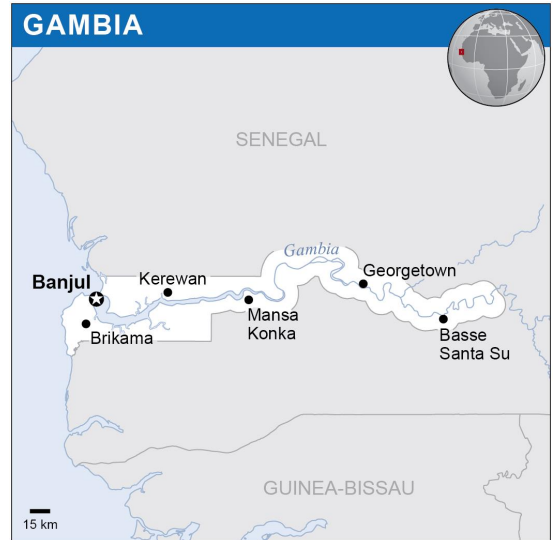 GAMBIA
SENEGAL
Gambia
Georgetown
Kerewan
Banjul
Mansa
Konka
Brikama
Basse
Santa Su
GUINEA-BISSAU
15 km